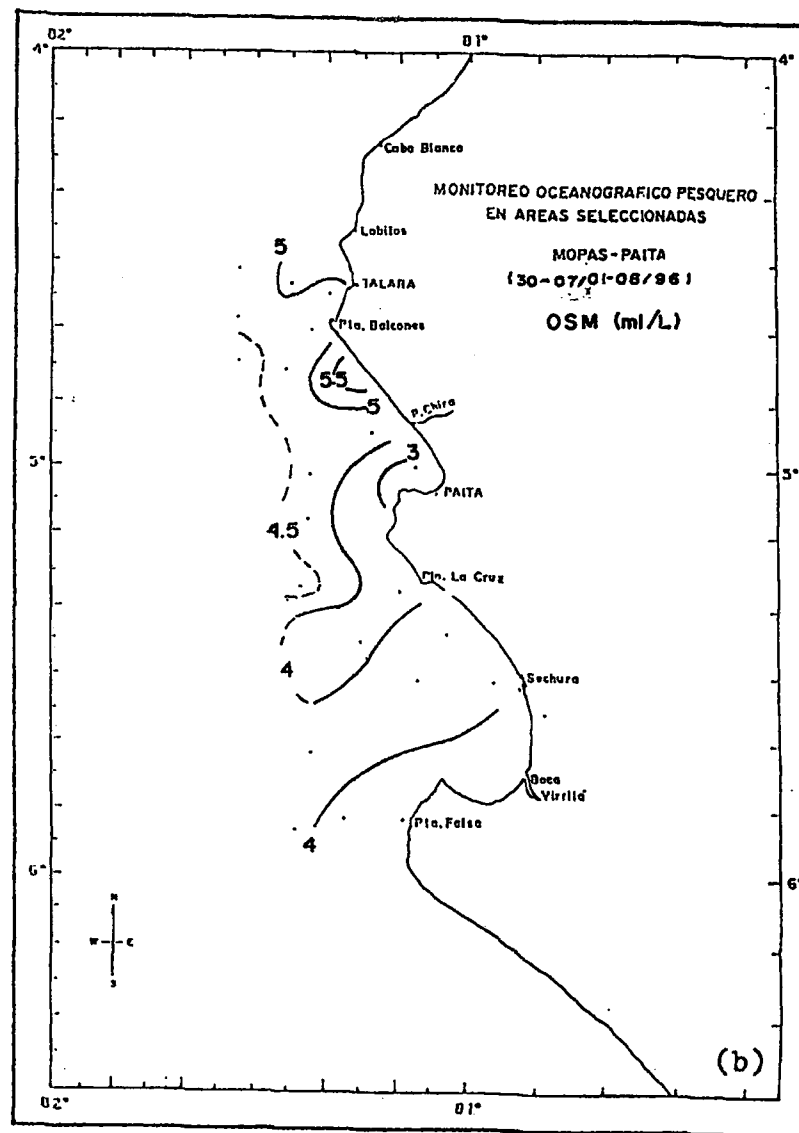 82° 81°
4° 4°
Cabo Blanco
MONITOREO OCEANOGRAFICO PESQUERO
EN AREAS SELECCIONADAS
Lobitos
MOPAS-PAITA
5
TALARA
(30-07/01-08/96)
Pta. Balcones
OSM (ml/L)
5.5
5
R. Chira
3
5° 5°
PAITA
4.5
Pta. La Cruz
4
Sechura
Boca
Virrila
Pta. Falsa
4
6° 6°
N
W E
S
(b)
82° 81°